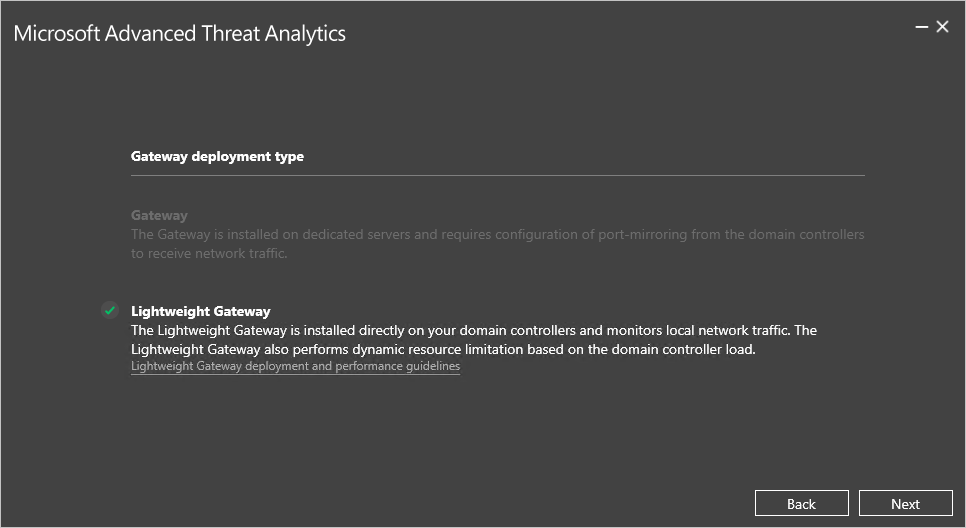 Microsoft Advanced Threat Analytics
Gateway deployment type
Gateway
The Gateway is installed on dedicated servers and requires configuration of port-mirroring from the domain controllers
to receive network traffic.
Lightweight Gateway
The Lightweight Gateway is installed directly on your domain controllers and monitors local network traffic. The
Lightweight Gateway also performs dynamic resource limitation based on the domain controller load.
Lightweight Gateway deployment and performance guidelines
Back
Next